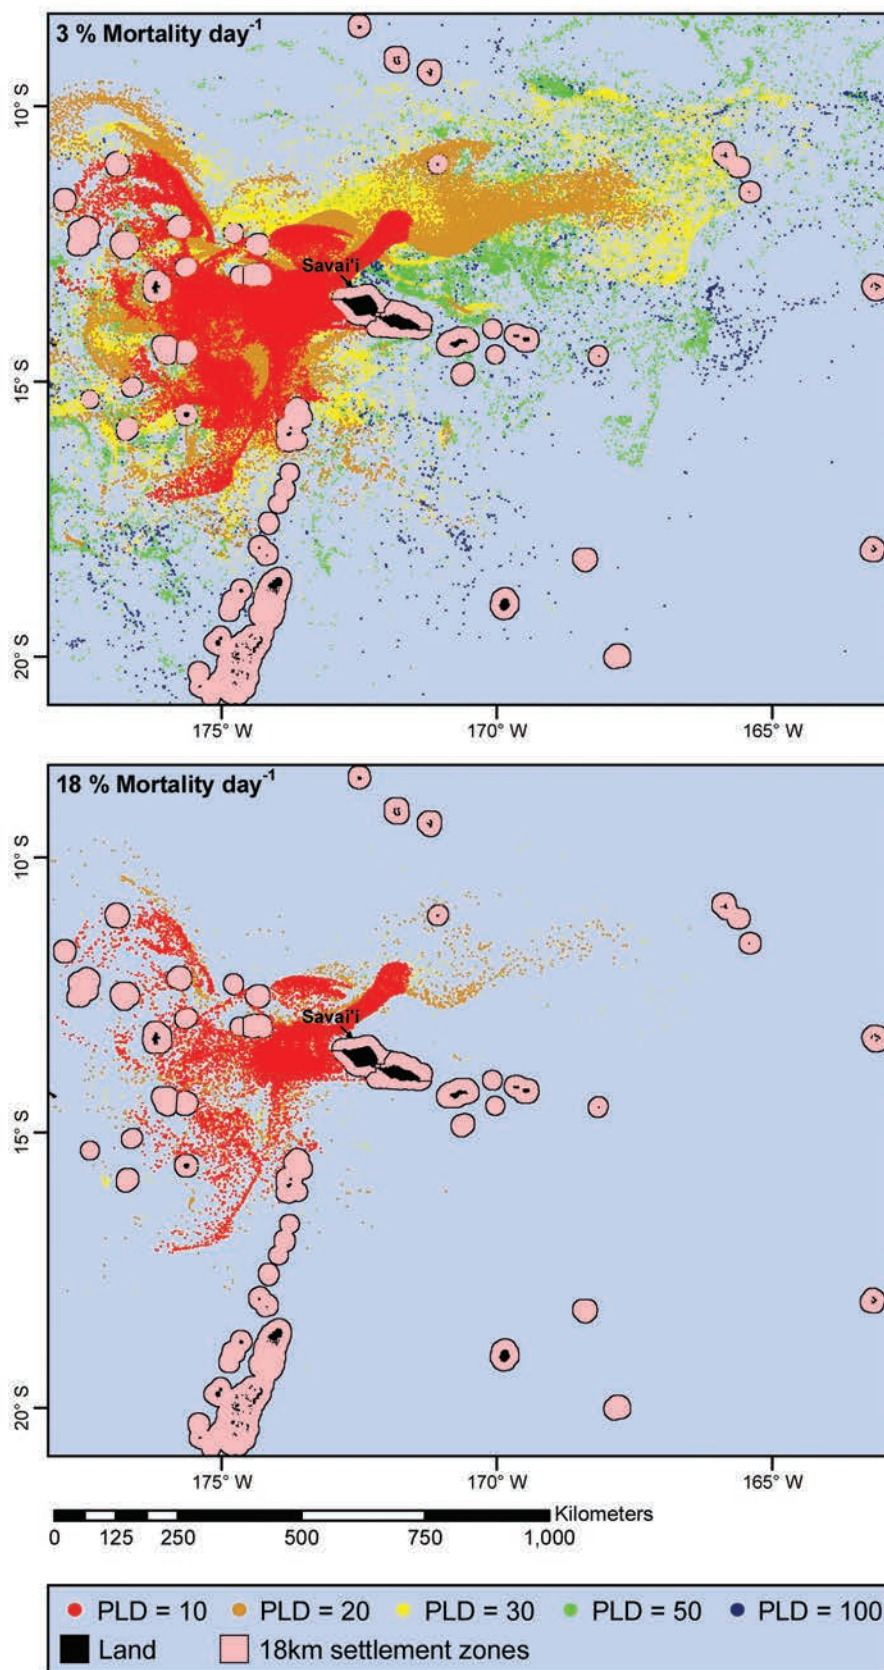 3 % Mortality day-1
10° S
15° S
20° S
Savai'i
175° W 170° W 165° W
18 % Mortality day-1
10° S
15° S
20° S
Savai'i
175° W 170° W 165° W
Kilometers
0 125 250 500 750 1,000
PLD = 10 PLD = 20 PLD = 30 PLD = 50 PLD = 100
Land 18km settlement zones